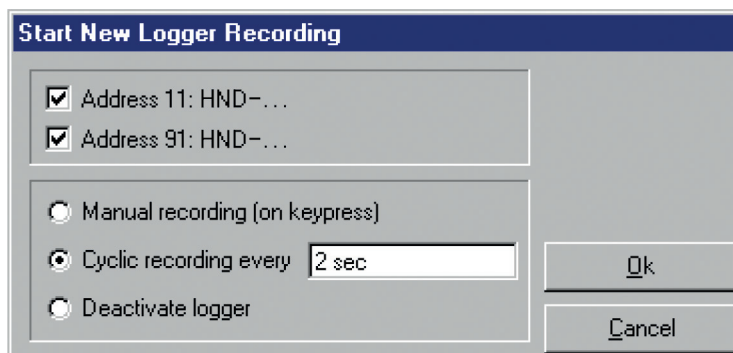 Start New Logger Recording
Address 11: HND-...
Address 91: HND-...
Manual recording (on keypress)
Cyclic recording every 2 sec
Deactivate logger
Ok
Cancel